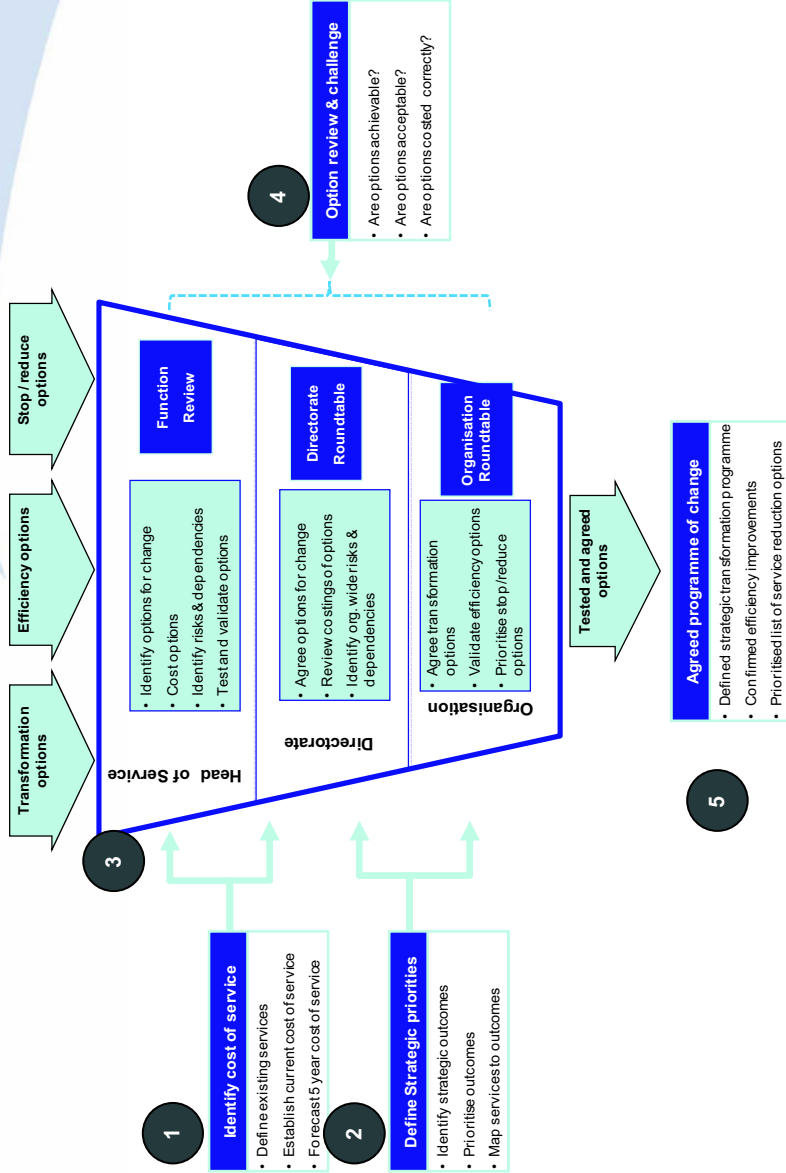 Transformation
options
Efficiency options
Stop / reduce
options
1
Identify cost of service
• Define existing services
• Establish current cost of service
• Forecast 5 year cost of service
2
Define Strategic priorities
• Identify strategic outcomes
• Prioritise outcomes
• Map services to outcomes
3
Head of Service
• Identify options for change
• Cost options
• Identify risks & dependencies
• Test and validate options
Function
Review
Directorate
• Agree options for change
• Review costings of options
• Identify org. wide risks &
dependencies
Directorate
Roundtable
Organisation
• Agree transformation
options
• Validate efficiency options
• Prioritise stop /reduce
options
Organisation
Roundtable
4
Option review & challenge
• Are options achievable?
• Are options acceptable?
• Are options costed correctly?
Tested and agreed
options
5
Agreed programme of change
• Defined strategic transformation programme
• Confirmed efficiency improvements
• Prioritised list of service reduction options